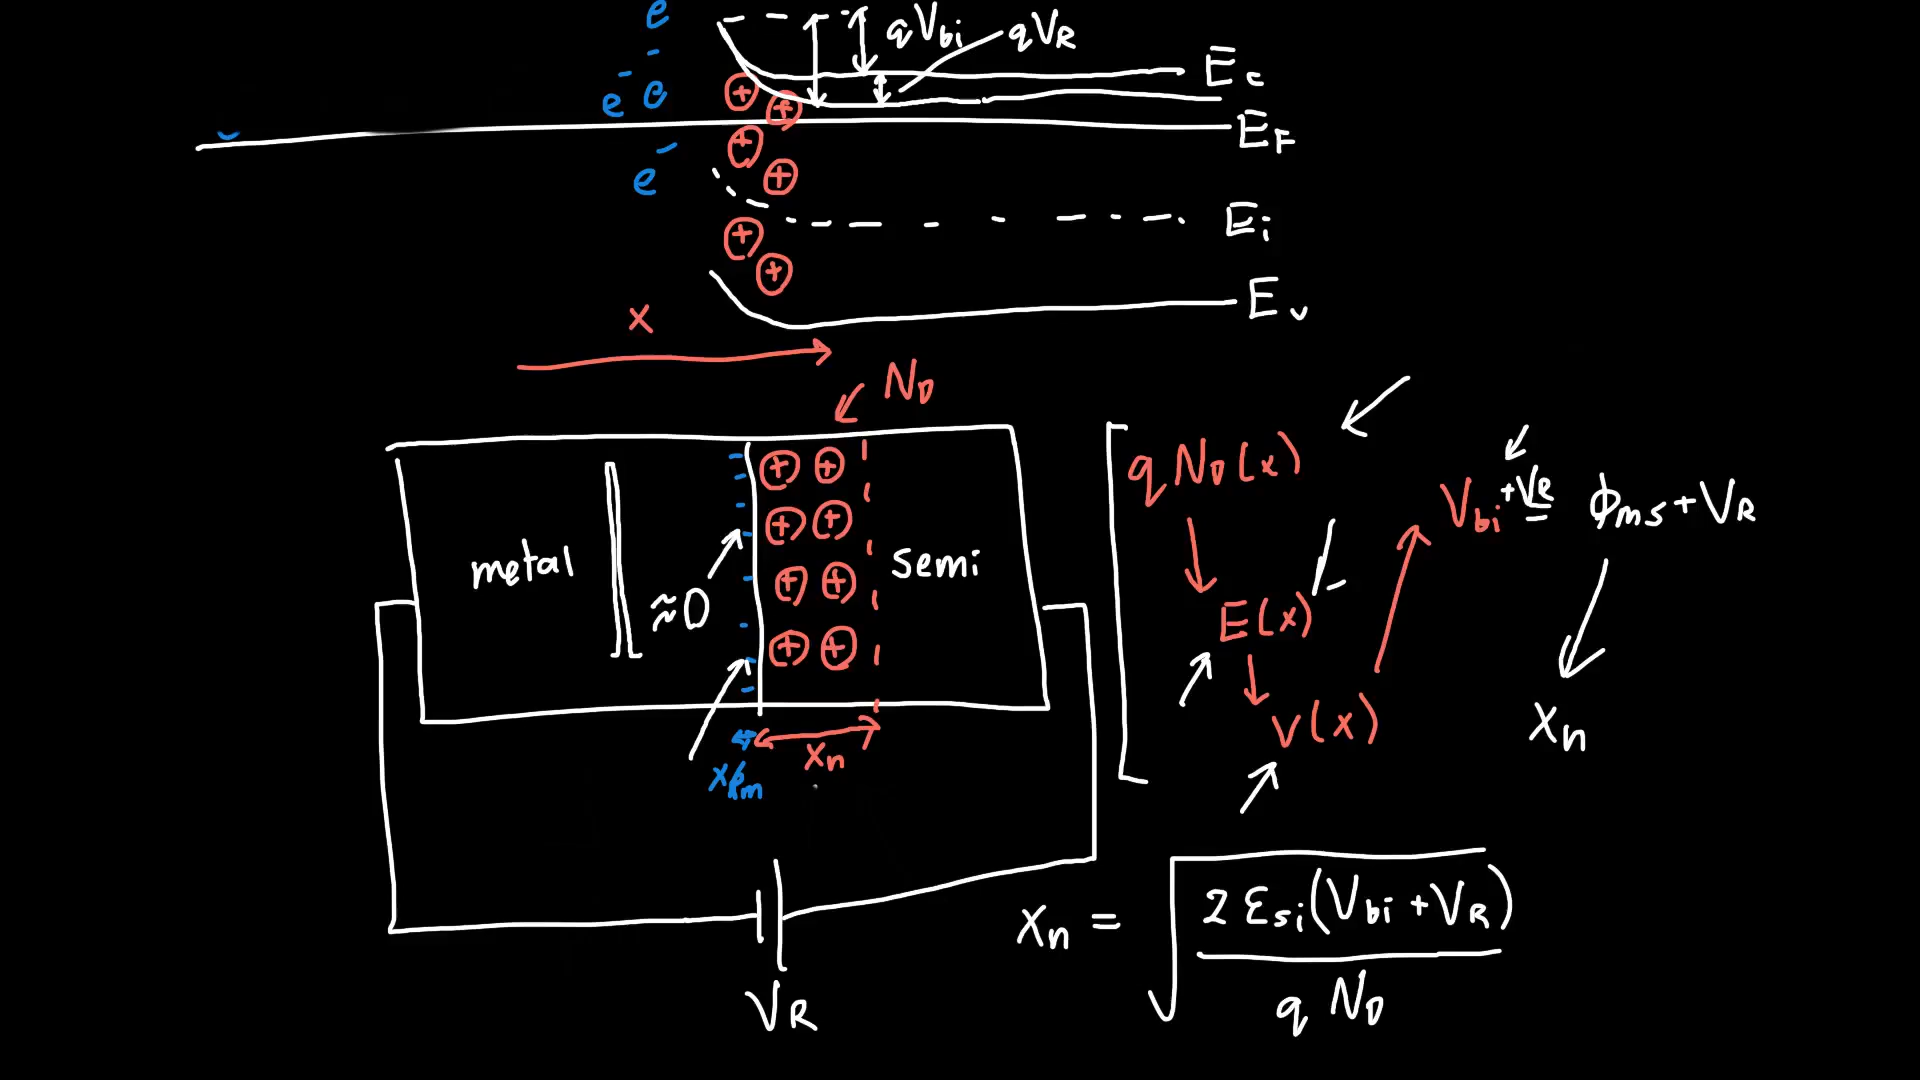 e
-
- e
e
-
e
qVbi qVR
Ec
EF
Ei
Ev
+ +
+ +
+
+
x
ND
metal
≈0
+ +
+ +
+ +
+ +
semi
xn
VR
qND(x)
E(x)
V(x)
Vbi +VR
ϕms+VR
xn
xn = √ 2 εsi(Vbi+VR)
q ND